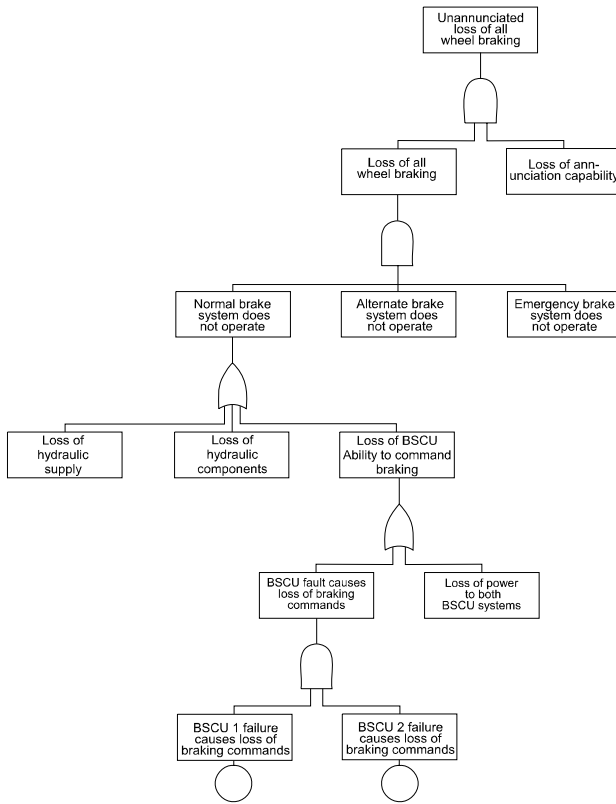 Unannunciated
loss of all
wheel braking
Loss of all
wheel braking
Loss of ann-
unciation capability
Normal brake
system does
not operate
Alternate brake
system does
not operate
Emergency brake
system does
not operate
Loss of
hydraulic
supply
Loss of
hydraulic
components
Loss of BSCU
Ability to command
braking
BSCU fault causes
loss of braking
commands
Loss of power
to both
BSCU systems
BSCU 1 failure
causes loss of
braking commands
BSCU 2 failure
causes loss of
braking commands